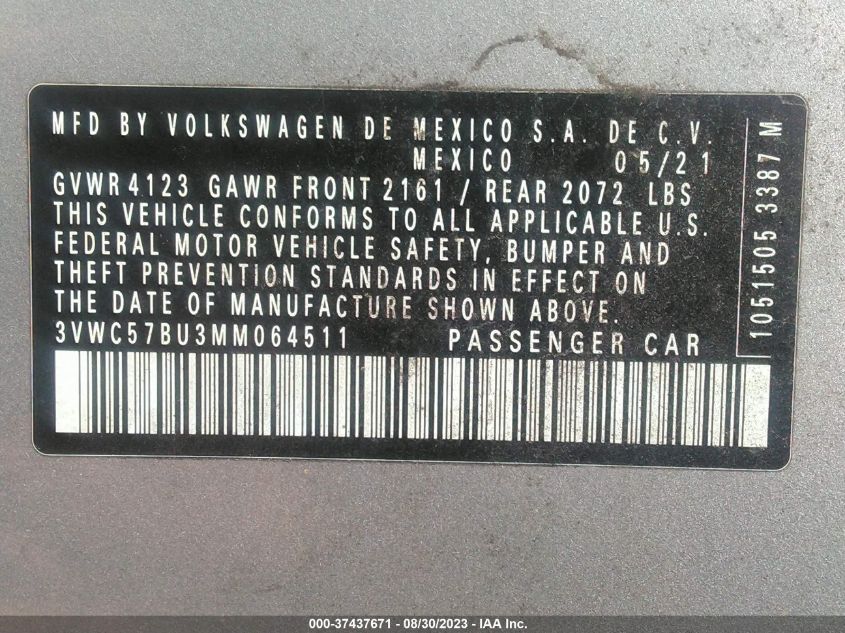 MFD BY VOLKSWAGEN DE MEXICO S.A. DE C.V.
MEXICO 05/21
GVWR 4123 GAWR FRONT 2161 / REAR 2072 LBS
THIS VEHICLE CONFORMS TO ALL APPLICABLE U.S.
FEDERAL MOTOR VEHICLE SAFETY, BUMPER AND
THEFT PREVENTION STANDARDS IN EFFECT ON
THE DATE OF MANUFACTURE SHOWN ABOVE.
3VWC57BU3MM064511 PASSENGER CAR
1051505 3387 M
000-37437671 - 08/30/2023 - IAA Inc.